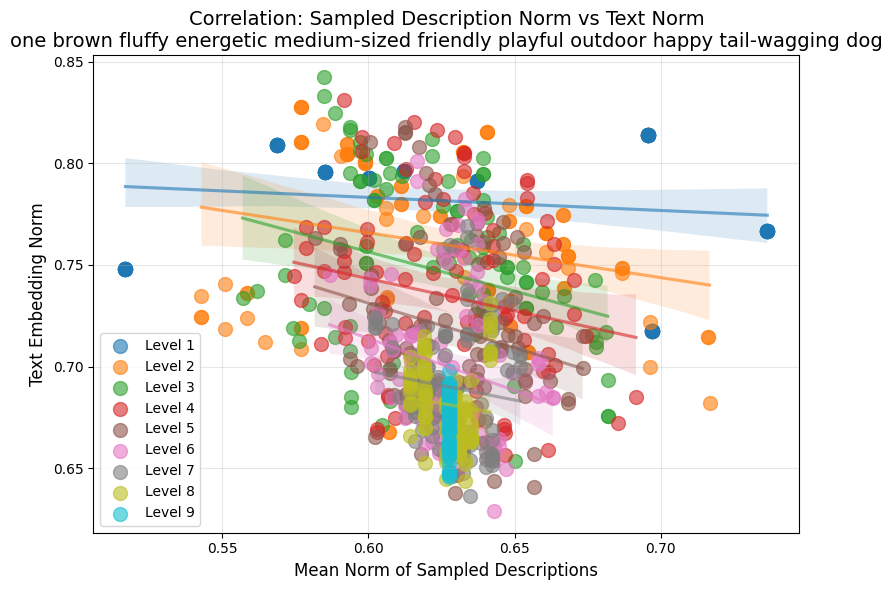 Correlation: Sampled Description Norm vs Text Norm
one brown fluffy energetic medium-sized friendly playful outdoor happy tail-wagging dog
Text Embedding Norm
0.85
0.80
0.75
0.70
0.65
Level 1
Level 2
Level 3
Level 4
Level 5
Level 6
Level 7
Level 8
Level 9
0.55
0.60
0.65
0.70
Mean Norm of Sampled Descriptions